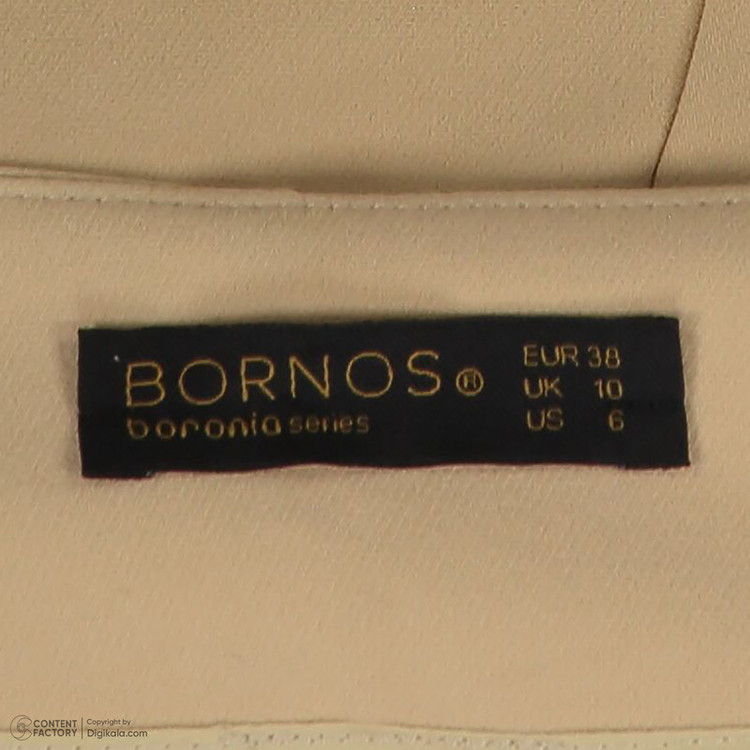 BORNOS®
boronia series
EUR 38
UK 10
US 6
CONTENT FACTORY
Copyright by
Digikala.com